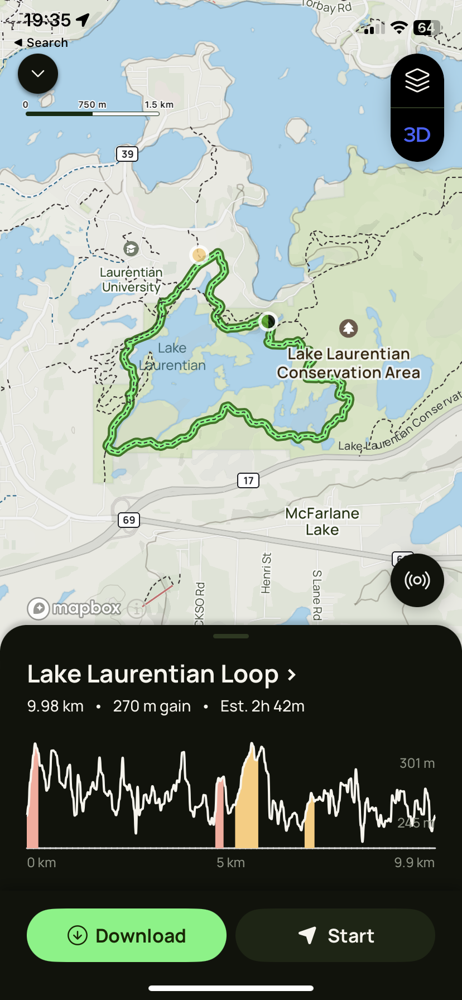 Torbay Rd
19:35
64
Search
0 750 m 1.5 km
3D
39
Laurentian
University
Lake
Laurentian
Lake Laurentian
Conservation Area
Lake Laurentian Conservat
17
69
McFarlane
Lake
Henri St
S Lane Rd
CKSO Rd
mapbox
Lake Laurentian Loop
9.98 km • 270 m gain • Est. 2h 42m
301 m
245 m
0 km 5 km 9.9 km
Download
Start